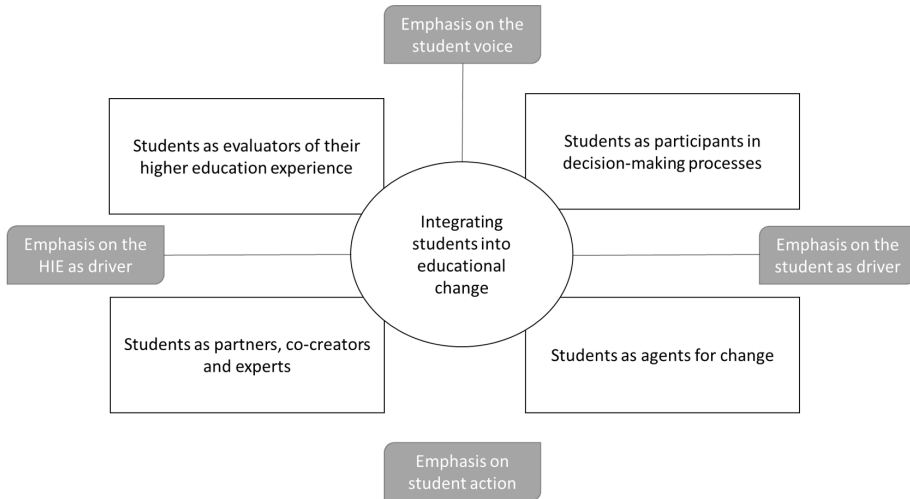 Emphasis on the
student voice
Students as evaluators of their
higher education experience
Students as participants in
decision-making processes
Emphasis on the
HIE as driver
Integrating
students into
educational
change
Emphasis on the
student as driver
Students as partners, co-creators
and experts
Students as agents for change
Emphasis on
student action